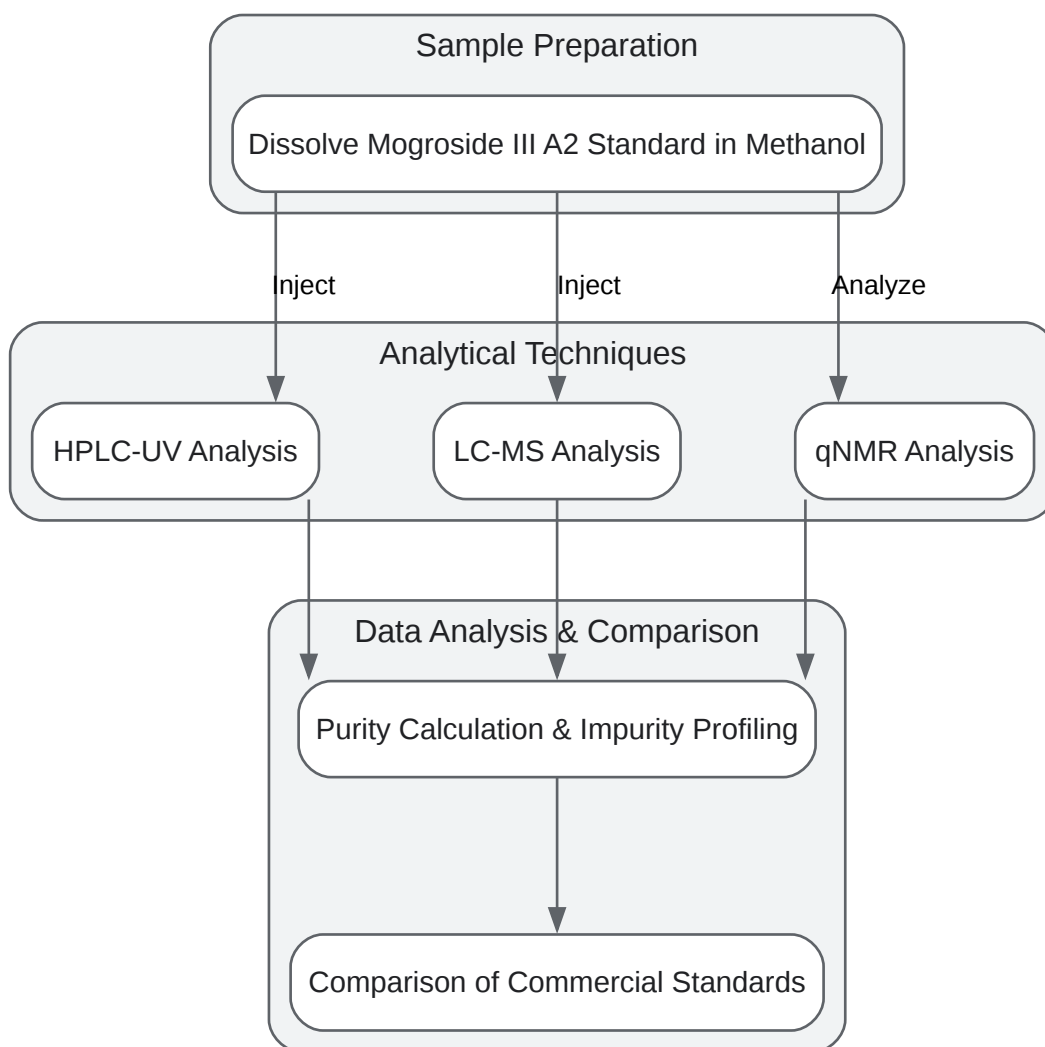 Sample Preparation
Dissolve Mogroside III A2 Standard in Methanol
Inject
Inject
Analyze
Analytical Techniques
HPLC-UV Analysis
LC-MS Analysis
qNMR Analysis
Data Analysis & Comparison
Purity Calculation & Impurity Profiling
Comparison of Commercial Standards